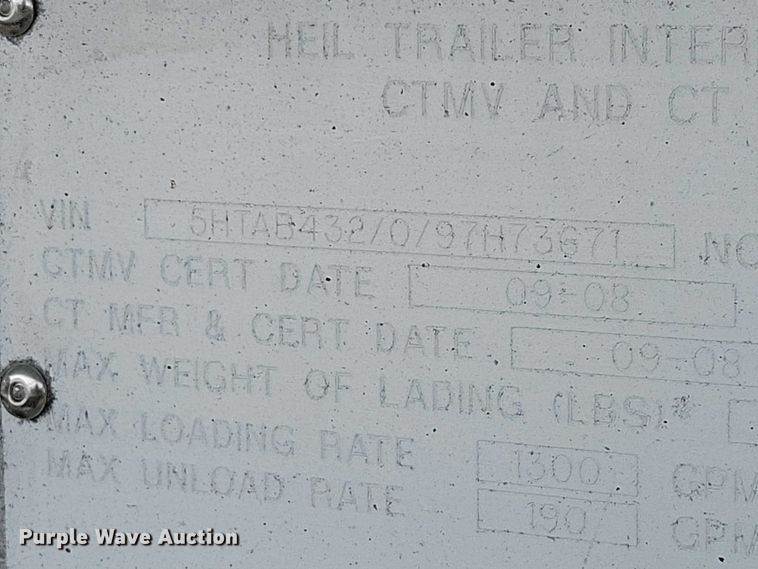 HEIL TRAILER INTER
CTMV AND CT
VIN 5HTAB432/0/97H73671 NO
CTMV CERT DATE 09-08
CT MFR & CERT DATE 09-08
MAX WEIGHT OF LADING (LBS)*
MAX LOADING RATE 1300 GPM
MAX UNLOAD RATE 190 GPM
Purple Wave Auction